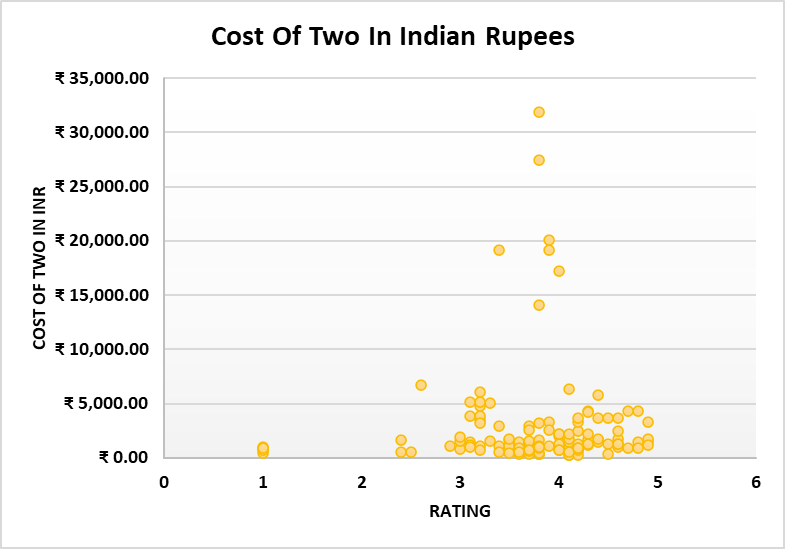 Cost Of Two In Indian Rupees
₹ 35,000.00
₹ 30,000.00
₹ 25,000.00
₹ 20,000.00
₹ 15,000.00
₹ 10,000.00
₹ 5,000.00
₹ 0.00
COST OF TWO IN INR
0 1 2 3 4 5 6
RATING